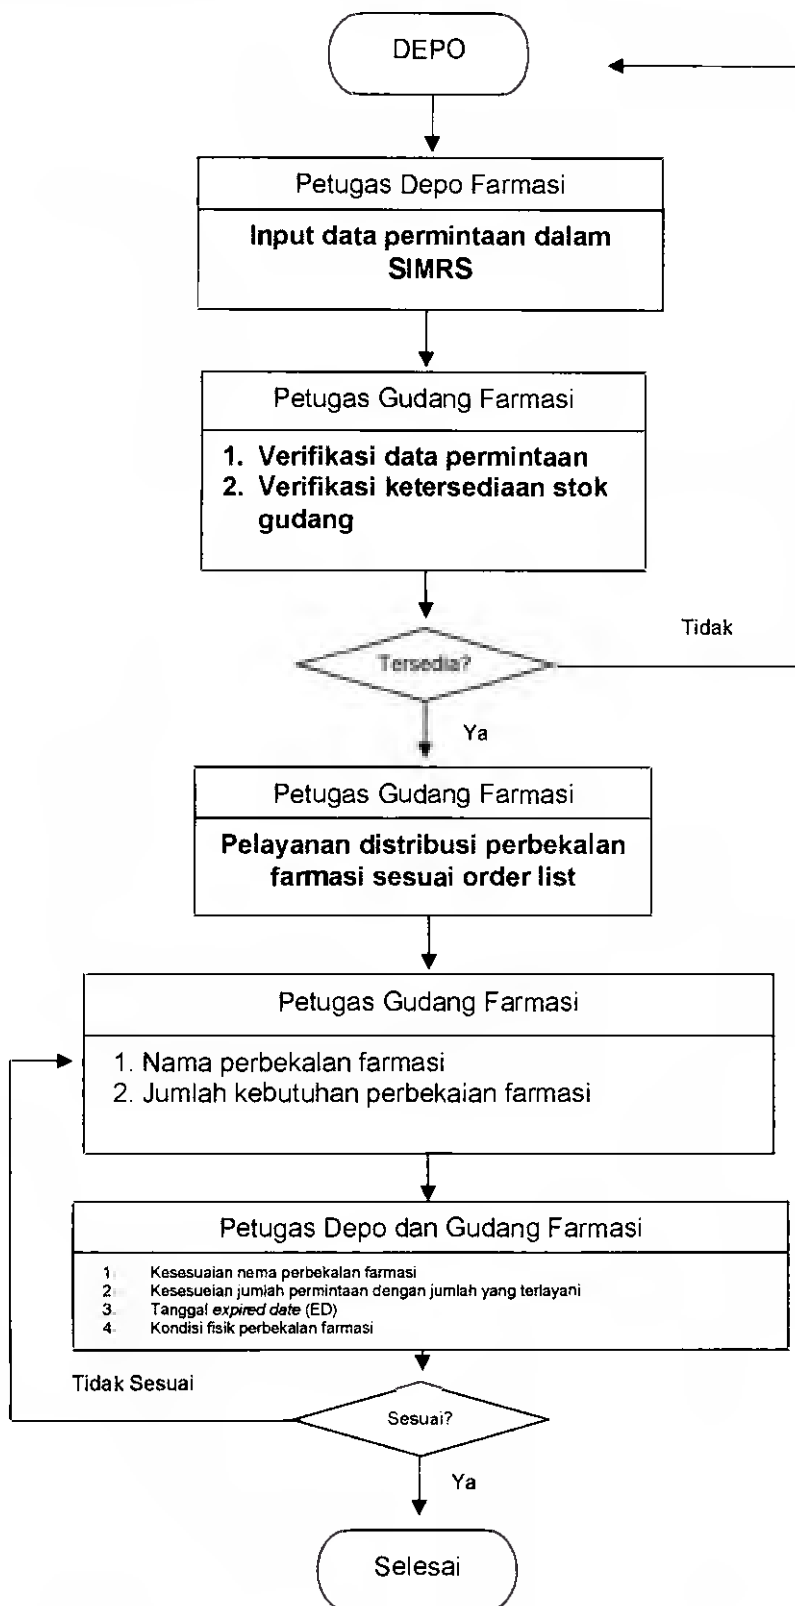 DEPO
Petugas Depo Farmasi
Input data permintaan dalam
SIMRS
Petugas Gudang Farmasi
1. Verifikasi data permintaan
2. Verifikasi ketersediaan stok
gudang
Tidak
Tersedia?
Ya
Petugas Gudang Farmasi
Pelayanan distribusi perbekalan
farmasi sesuai order list
Petugas Gudang Farmasi
1. Nama perbekalan farmasi
2. Jumlah kebutuhan perbekaian farmasi
Petugas Depo dan Gudang Farmasi
1. Kesesuaian nema perbekalan farmasi
2. Kesesueian jumlah permintaan dengan jumlah yang terlayani
3. Tanggal expired date (ED)
4. Kondisi fisik perbekalan farmasi
Tidak Sesuai
Sesuai?
Ya
Selesai